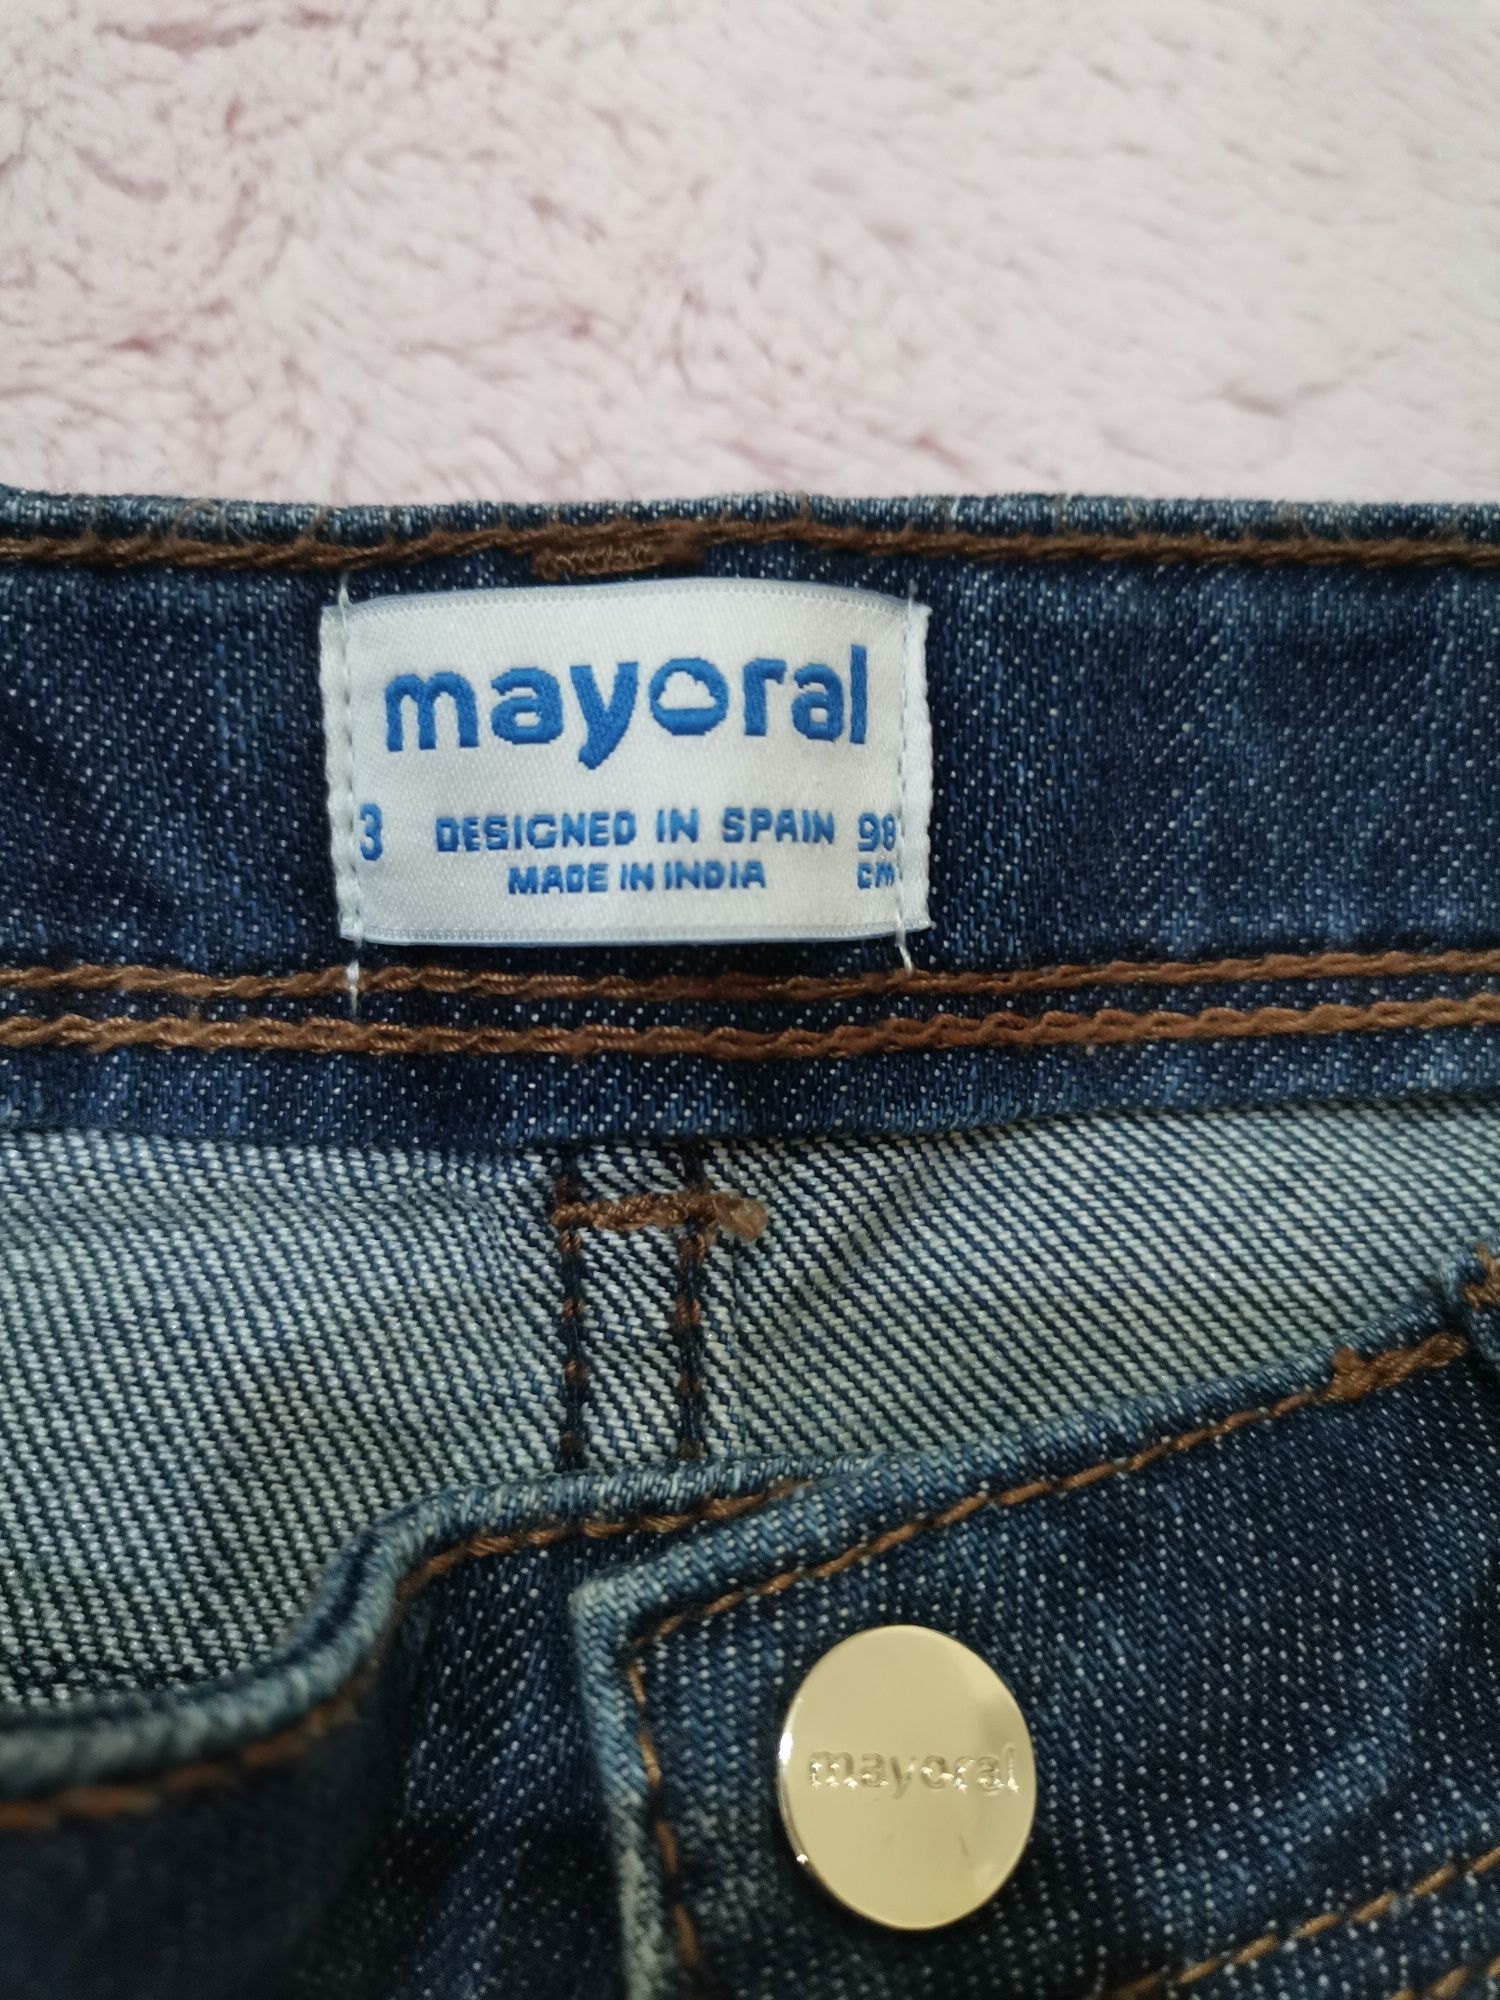 mayoral
3 DESIGNED IN SPAIN 98
MADE IN INDIA cm
mayoral